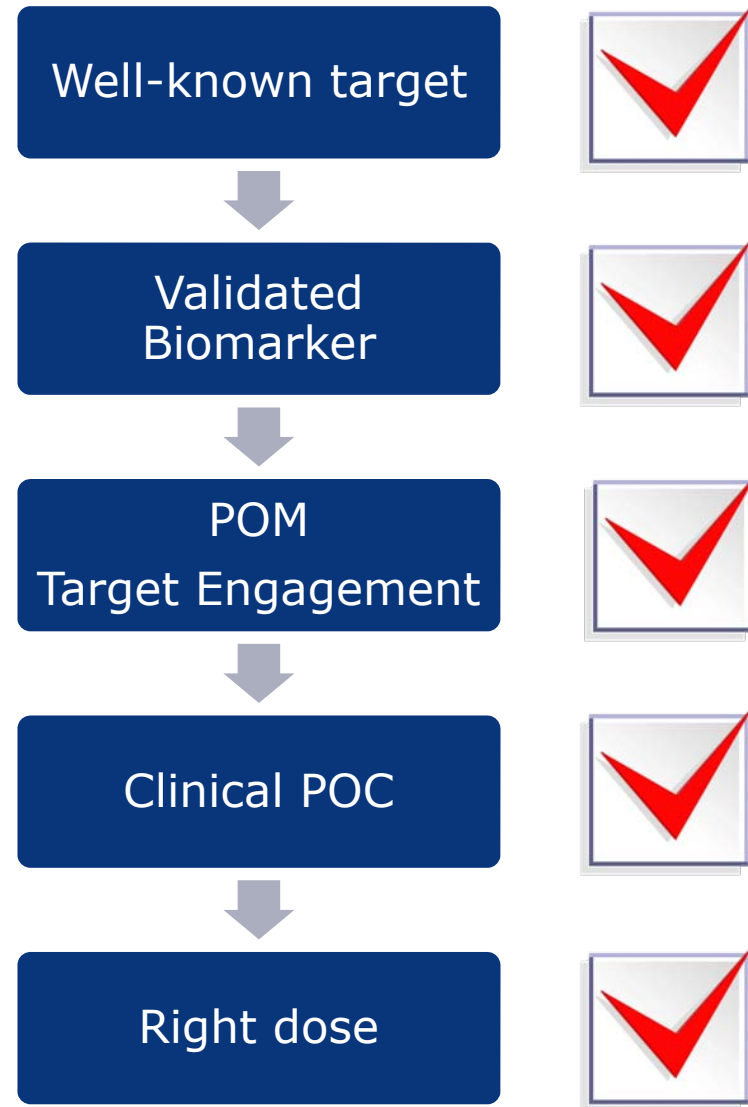 Well-known target
Validated
Biomarker
POM
Target Engagement
Clinical POC
Right dose